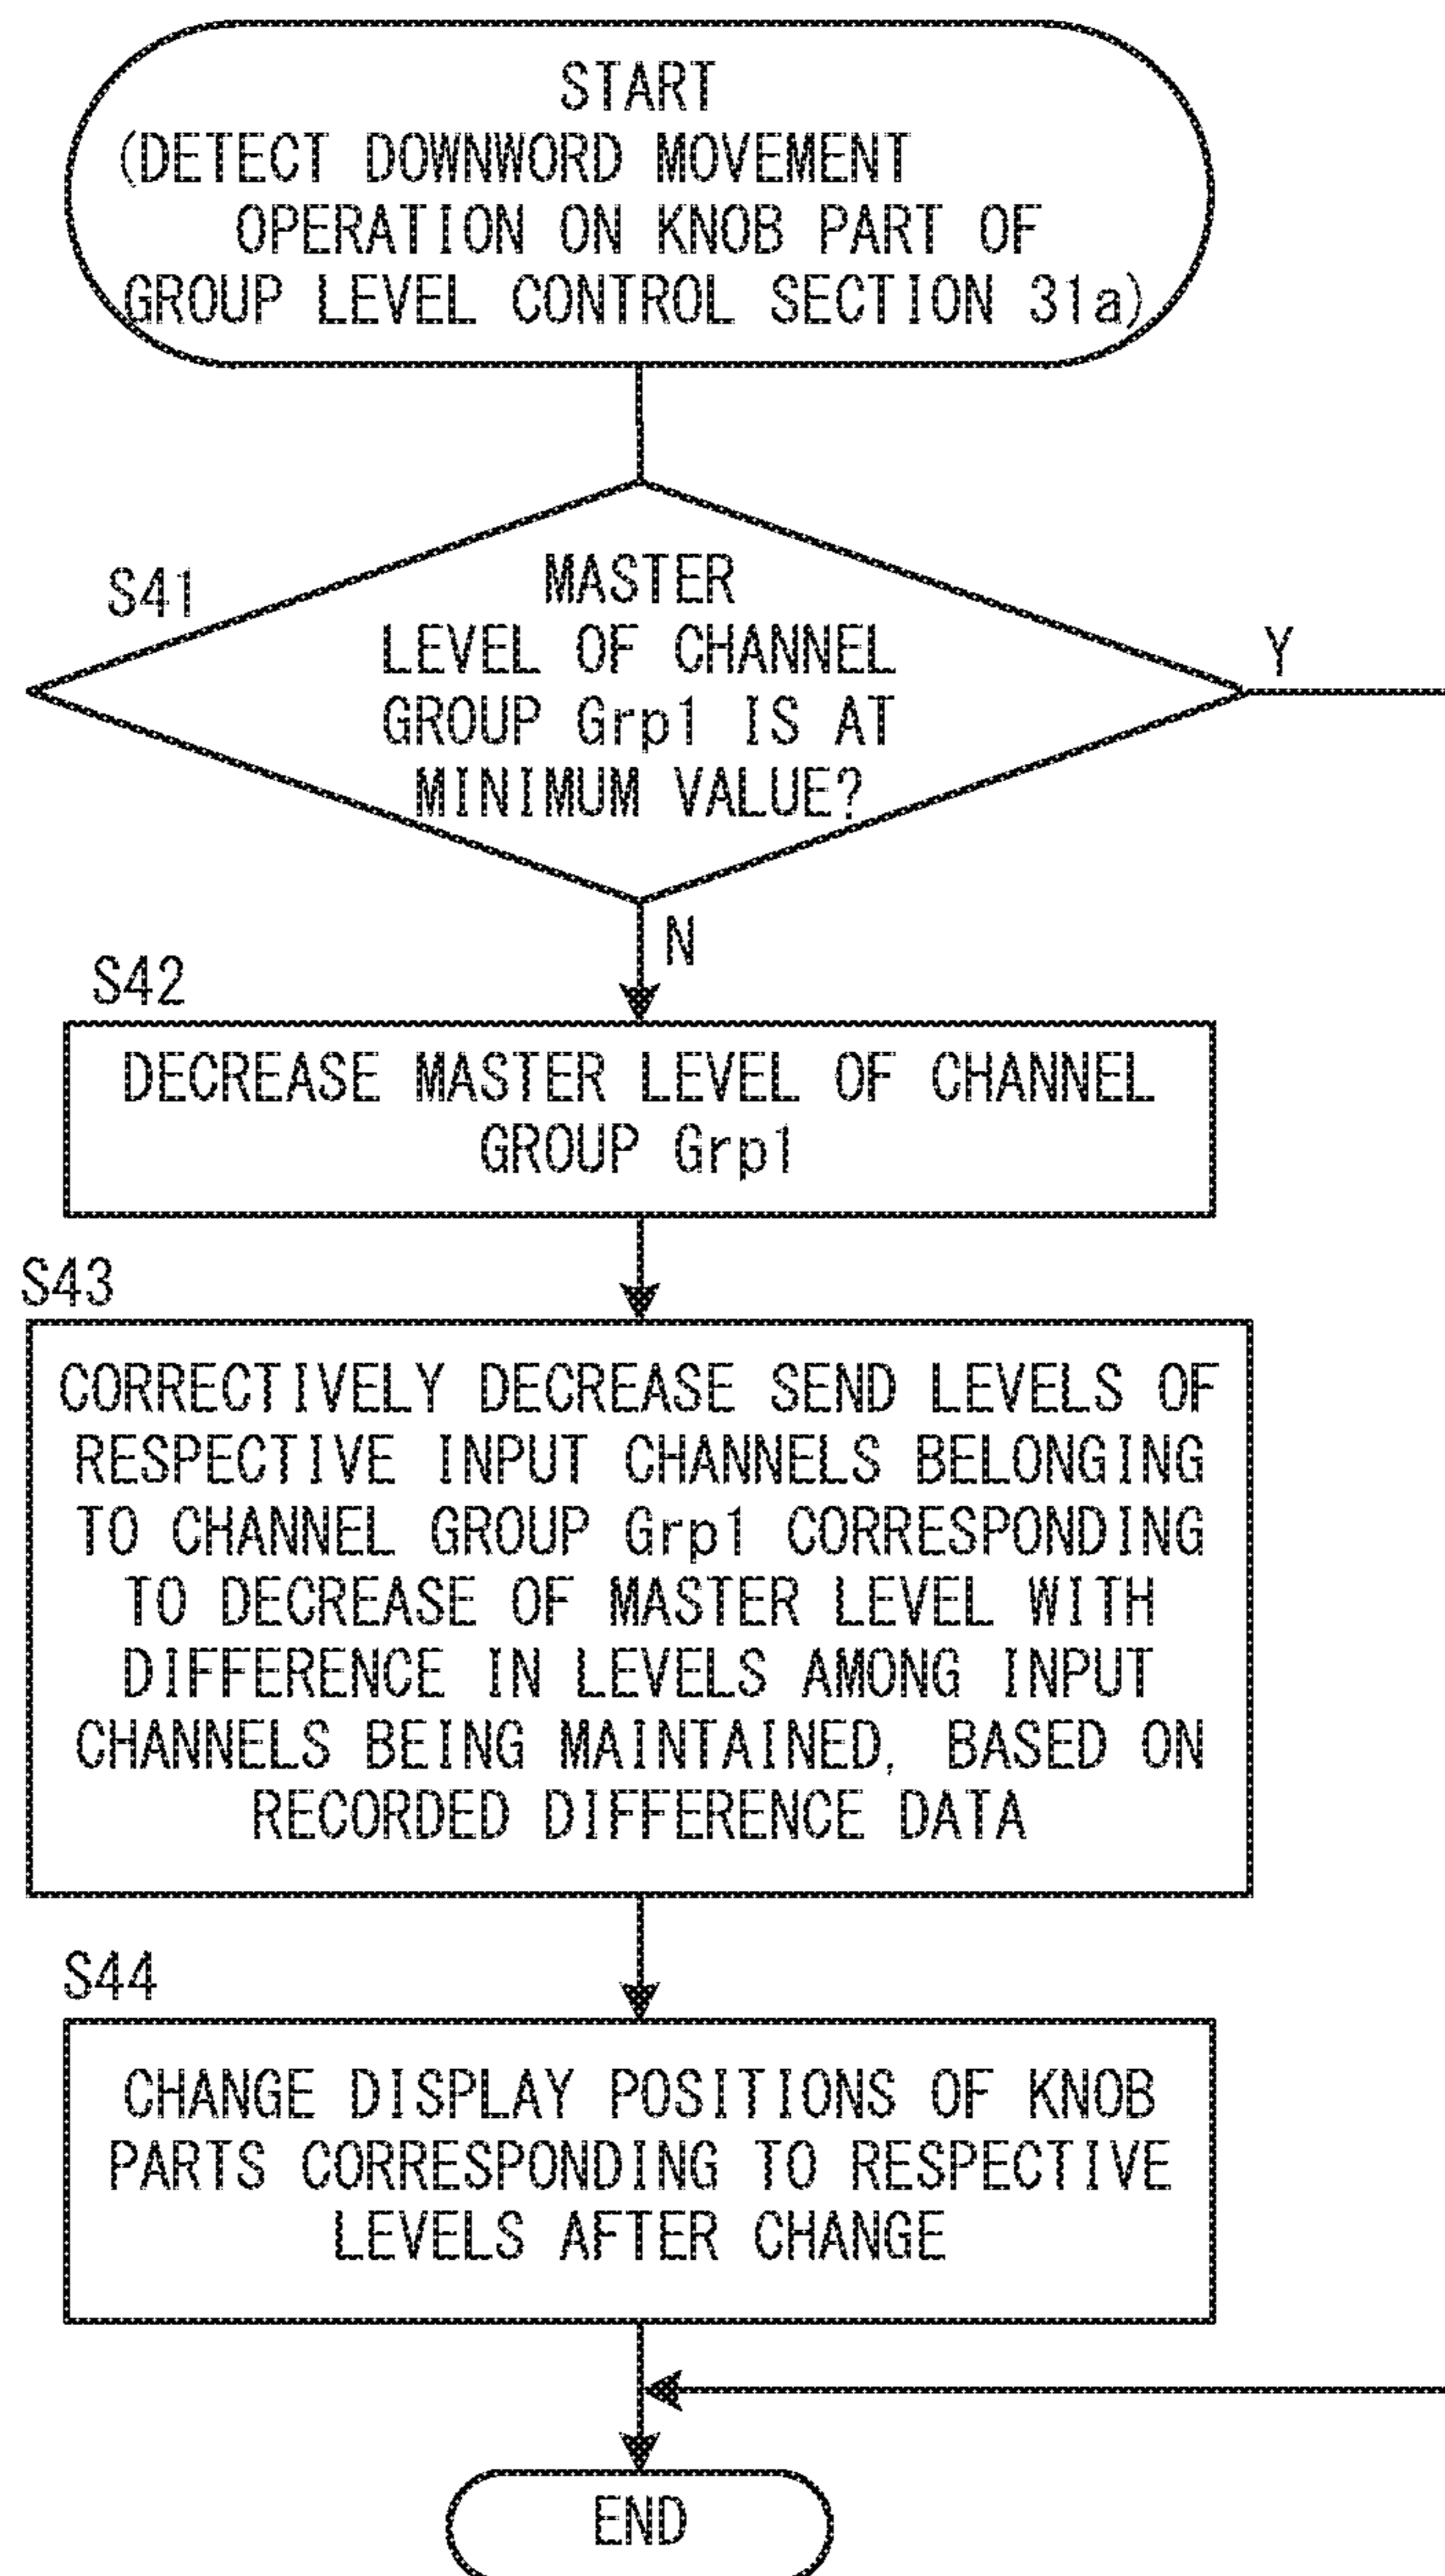 START
(DETECT DOWNWORD MOVEMENT
OPERATION ON KNOB PART OF
GROUP LEVEL CONTROL SECTION 31a)
S41
MASTER
LEVEL OF CHANNEL
GROUP Grp1 IS AT
MINIMUM VALUE?
Y
N
S42
DECREASE MASTER LEVEL OF CHANNEL
GROUP Grp1
S43
CORRECTIVELY DECREASE SEND LEVELS OF
RESPECTIVE INPUT CHANNELS BELONGING
TO CHANNEL GROUP Grp1 CORRESPONDING
TO DECREASE OF MASTER LEVEL WITH
DIFFERENCE IN LEVELS AMONG INPUT
CHANNELS BEING MAINTAINED, BASED ON
RECORDED DIFFERENCE DATA
S44
CHANGE DISPLAY POSITIONS OF KNOB
PARTS CORRESPONDING TO RESPECTIVE
LEVELS AFTER CHANGE
END